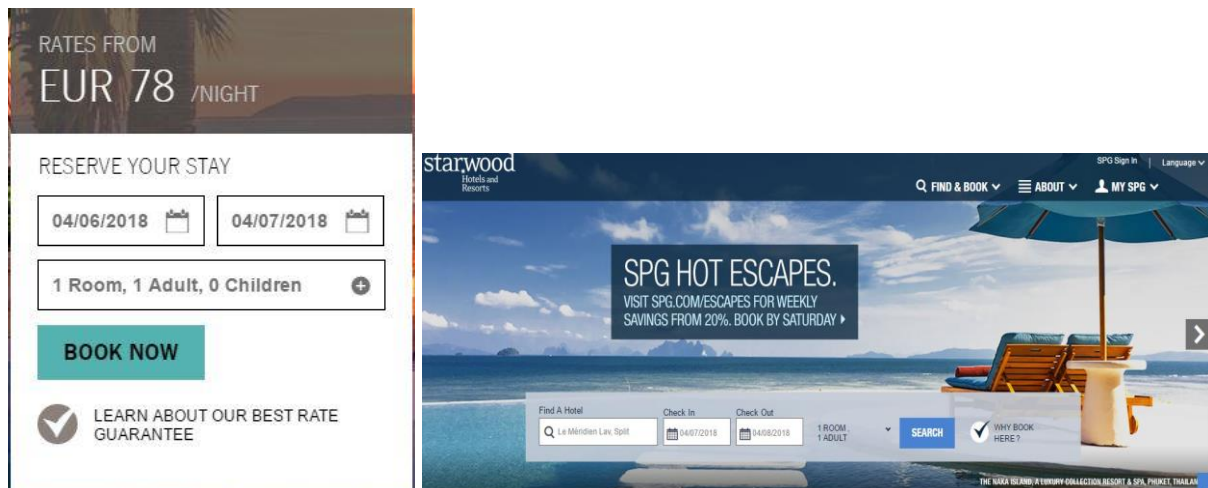 RATES FROM
EUR 78 /NIGHT
RESERVE YOUR STAY
04/06/2018 04/07/2018
1 Room, 1 Adult, 0 Children
BOOK NOW
LEARN ABOUT OUR BEST RATE
GUARANTEE
starwood
Hotels and
Resorts
SPG Sign In | Language
FIND & BOOK ABOUT MY SPG
SPG HOT ESCAPES.
VISIT SPG.COM/ESCAPES FOR WEEKLY
SAVINGS FROM 20%. BOOK BY SATURDAY
Find A Hotel Check In Check Out
Le Méridien Lav, Split 04/07/2018 04/08/2018 1 ROOM,
1 ADULT
SEARCH
WHY BOOK
HERE?
THE NAKA ISLAND, A LUXURY COLLECTION RESORT & SPA, PHUKET, THAILAN